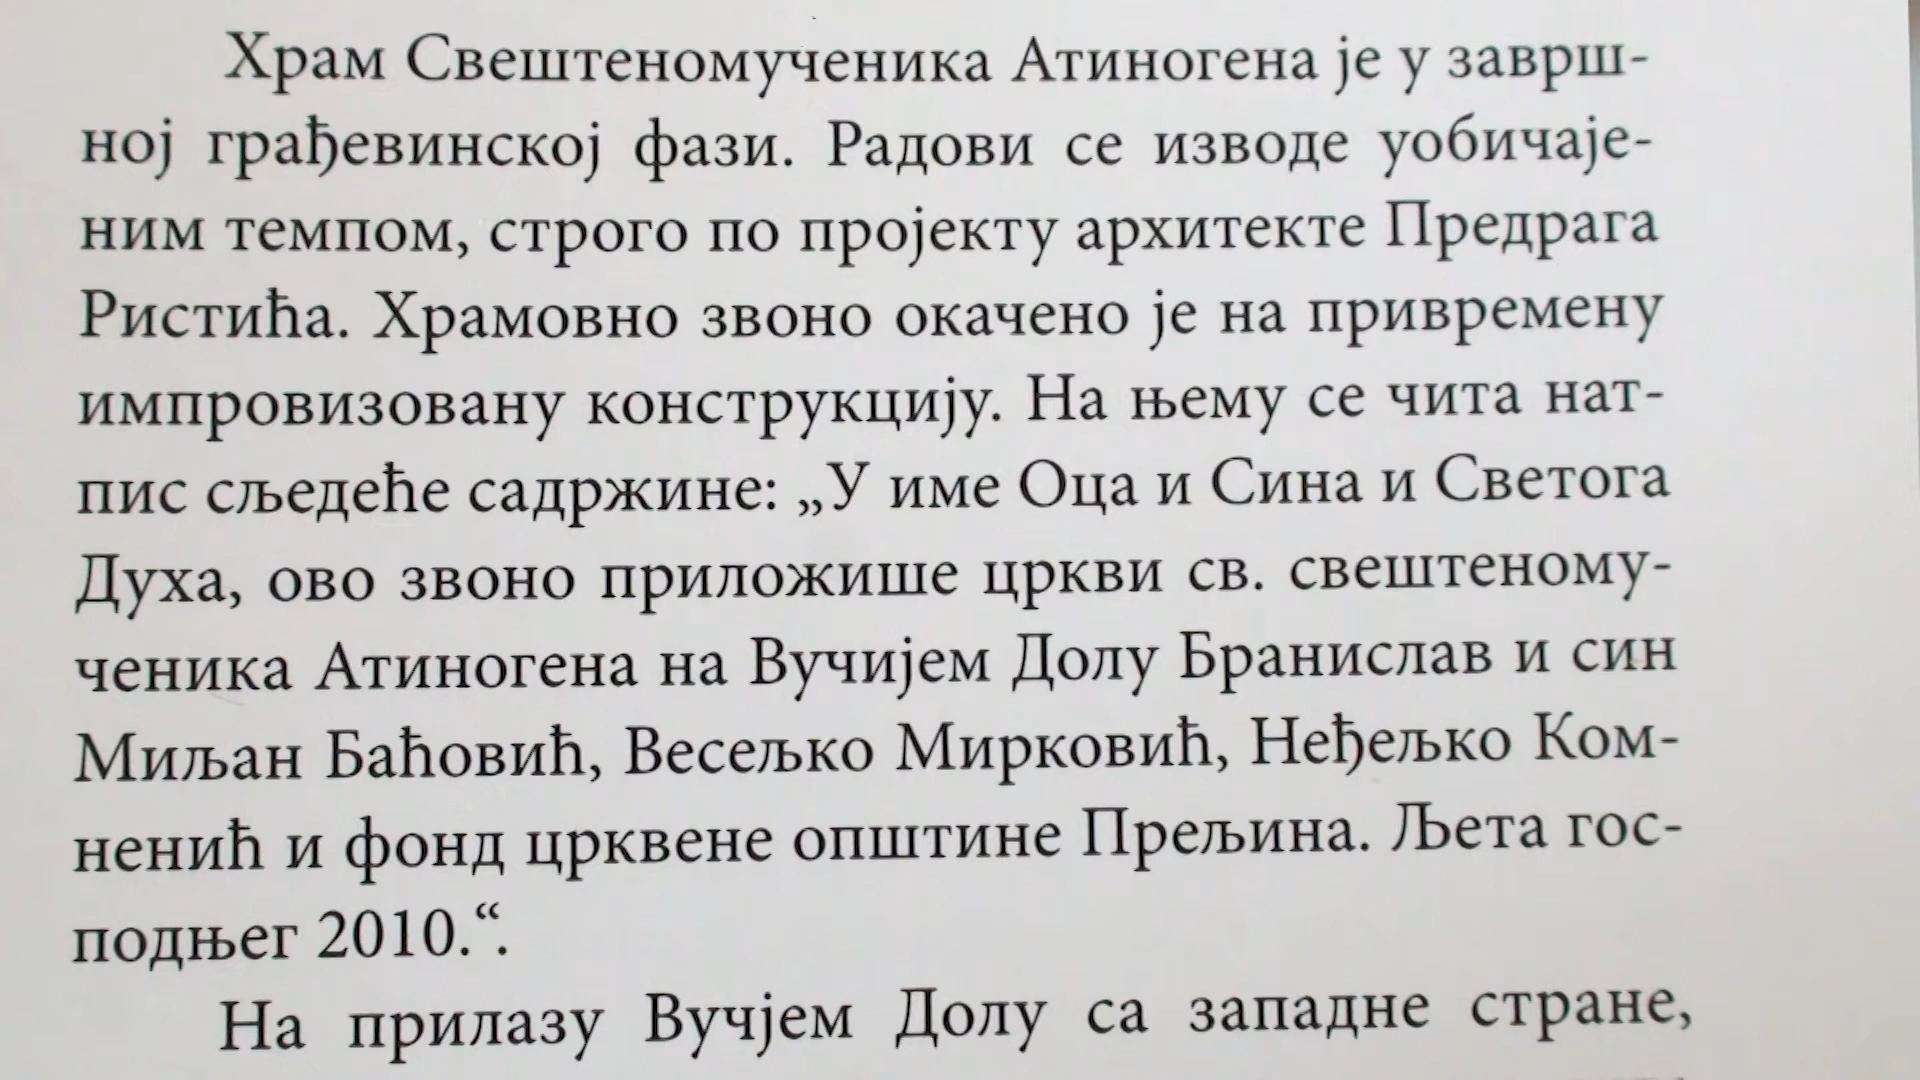 Храм Свештеномученика Атиногена је у заврш-
ној грађевинској фази. Радови се изводе уобичаје-
ним темпом, строго по пројекту архитекте Предрага
Ристића. Храмовно звоно окачено је на привремену
импровизовану конструкцију. На њему се чита нат-
пис сљедеће садржине: „У име Оца и Сина и Светога
Духа, ово звоно приложише цркви св. свештеному-
ченика Атиногена на Вучијем Долу Бранислав и син
Миљан Баћовић, Весељко Мирковић, Неђељко Ком-
ненић и фонд црквене општине Прељина. Љета гос-
подњег 2010.“.
На прилазу Вучјем Долу са западне стране,